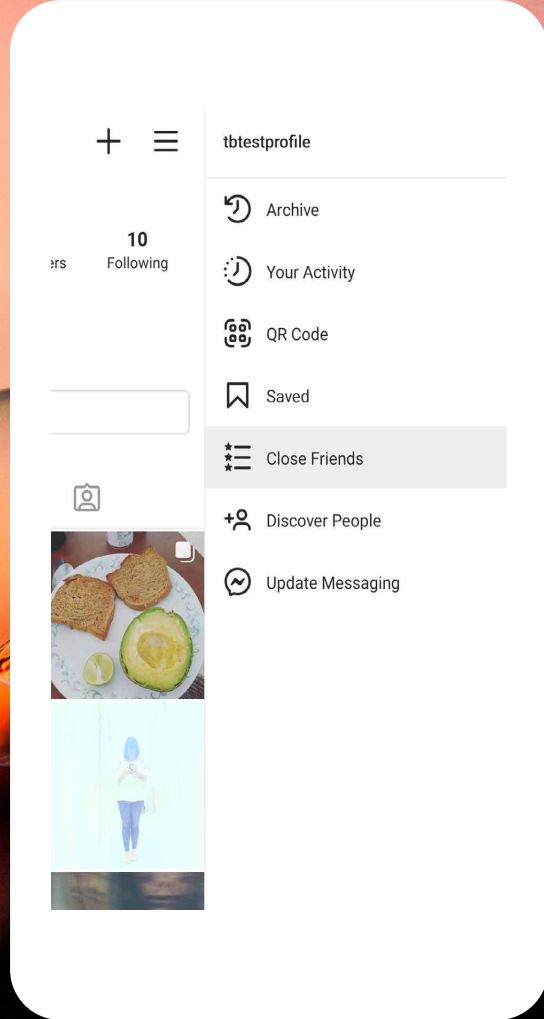 tbtestprofile
10
ers
Following
Archive
Your Activity
QR Code
Saved
Close Friends
Discover People
Update Messaging